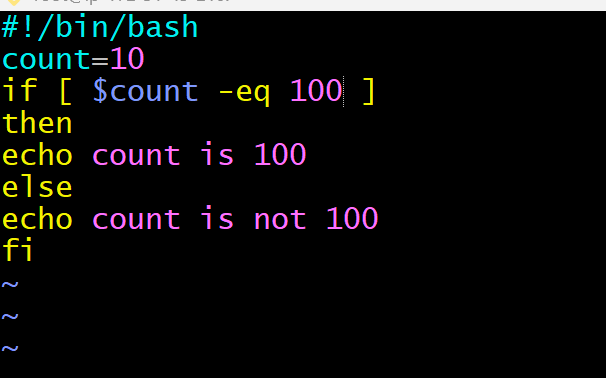 #!/bin/bash
count=10
if [ $count -eq 100 ]
then
echo count is 100
else
echo count is not 100
fi
~
~
~